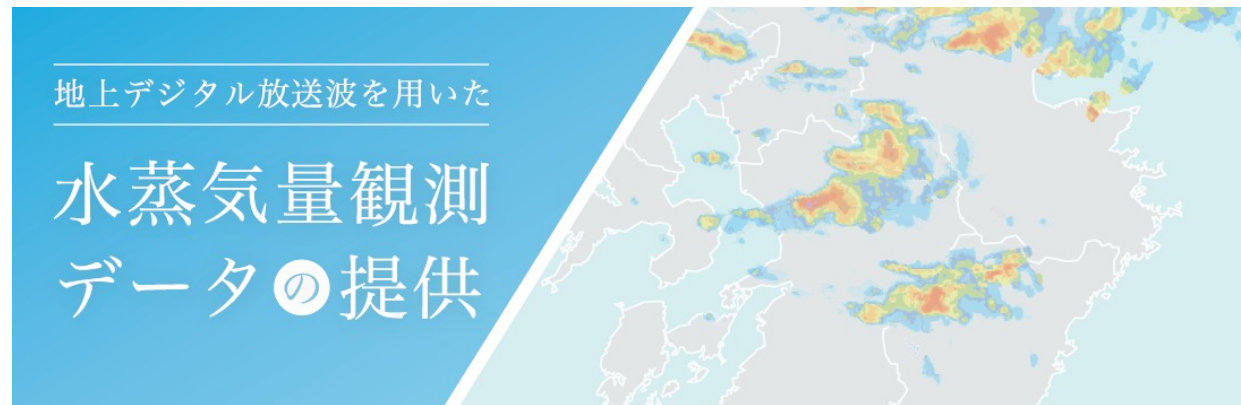 地上デジタル放送波を用いた
水蒸気量観測
データの提供